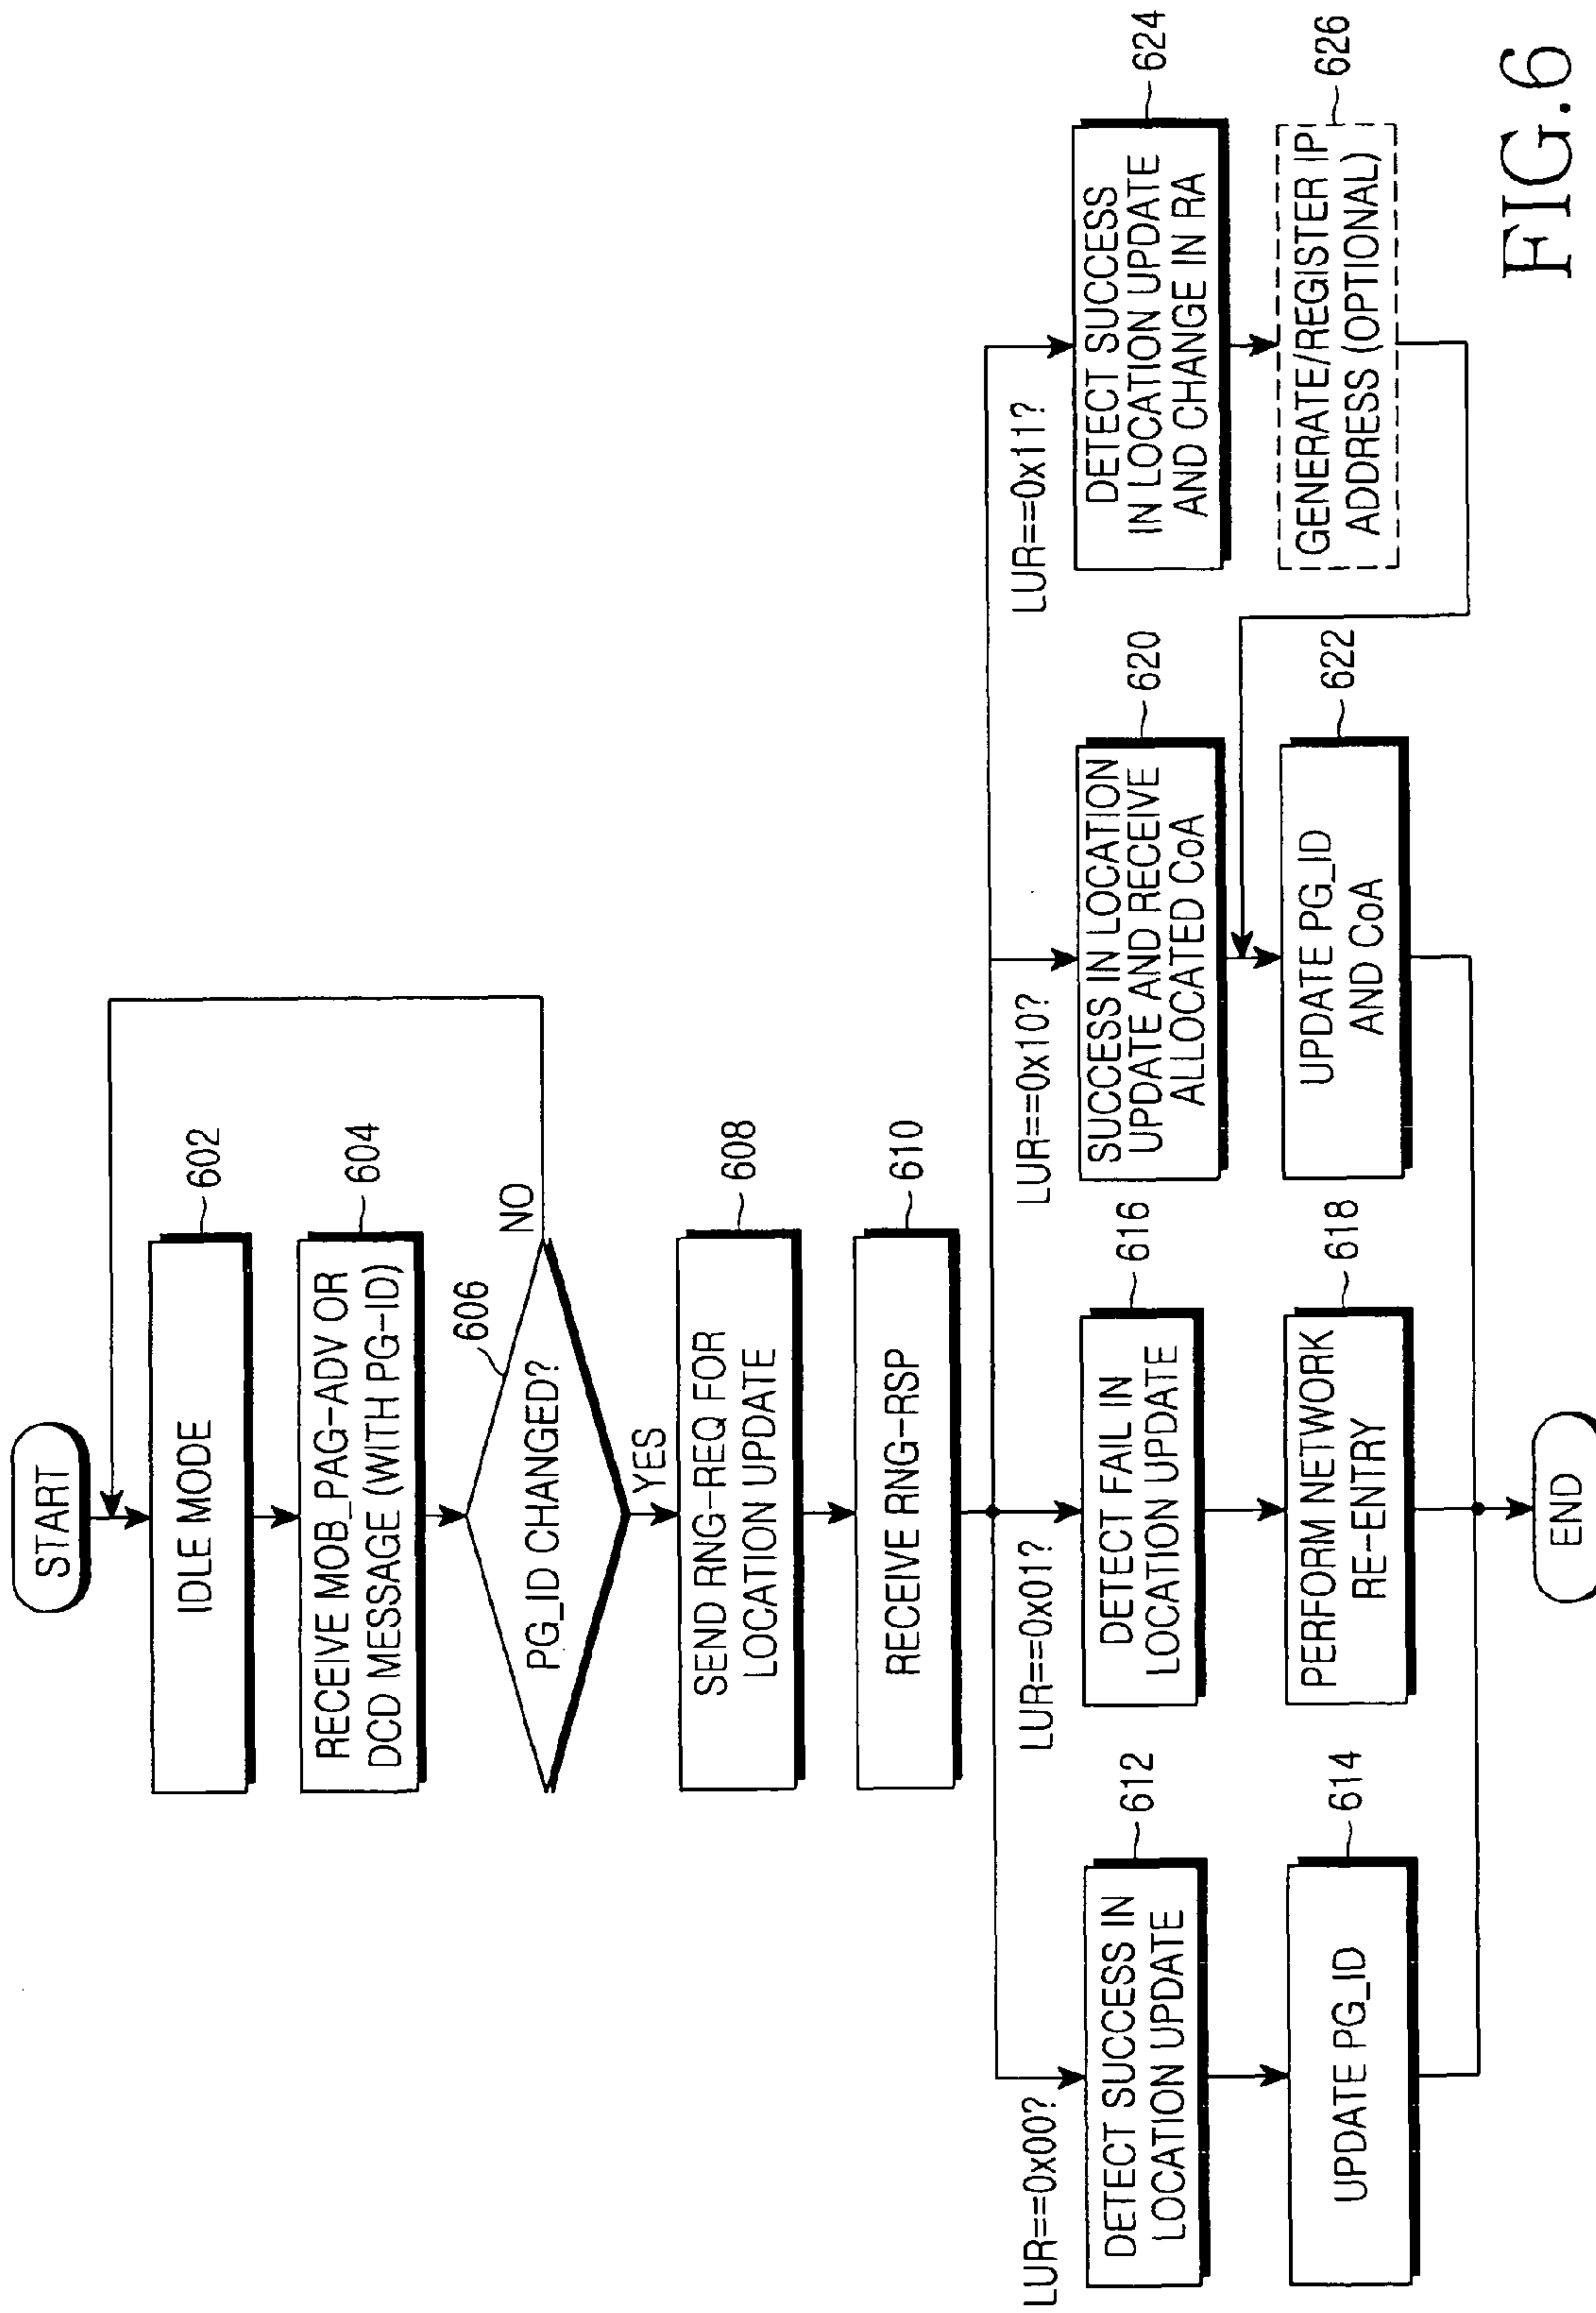 START
IDLE MODE
602
RECEIVE MOB_PAG-ADV OR
DCD MESSAGE (WITH PG-ID)
604
PG_ID CHANGED?
606
NO
YES
SEND RNG-REQ FOR
LOCATION UPDATE
608
RECEIVE RNG-RSP
610
LUR==0x00?
DETECT SUCCESS IN
LOCATION UPDATE
612
UPDATE PG_ID
614
LUR==0x01?
DETECT FAIL IN
LOCATION UPDATE
616
PERFORM NETWORK
RE-ENTRY
618
LUR==0x10?
SUCCESS IN LOCATION
UPDATE AND RECEIVE
ALLOCATED CoA
620
UPDATE PG_ID
AND CoA
622
LUR==0x11?
DETECT SUCCESS
IN LOCATION UPDATE
AND CHANGE IN RA
624
GENERATE/REGISTER IP
ADDRESS (OPTIONAL)
626
END
FIG.6